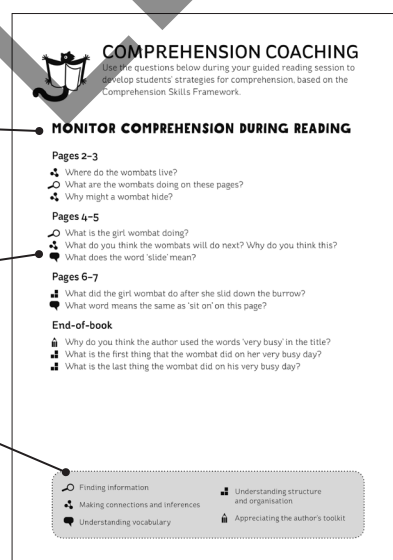 COMPREHENSION COACHING
Use the questions below during your guided reading session to
develop students' strategies for comprehension, based on the
Comprehension Skills Framework.
MONITOR COMPREHENSION DURING READING
Pages 2–3
Where do the wombats live?
What are the wombats doing on these pages?
Why might a wombat hide?
Pages 4–5
What is the girl wombat doing?
What do you think the wombats will do next? Why do you think this?
What does the word 'slide' mean?
Pages 6–7
What did the girl wombat do after she slid down the burrow?
What word means the same as 'sit on' on this page?
End-of-book
Why do you think the author used the words 'very busy' in the title?
What is the first thing that the wombat did on her very busy day?
What is the last thing the wombat did on his very busy day?
Finding information
Making connections and inferences
Understanding vocabulary
Understanding structure
and organisation
Appreciating the author's toolkit